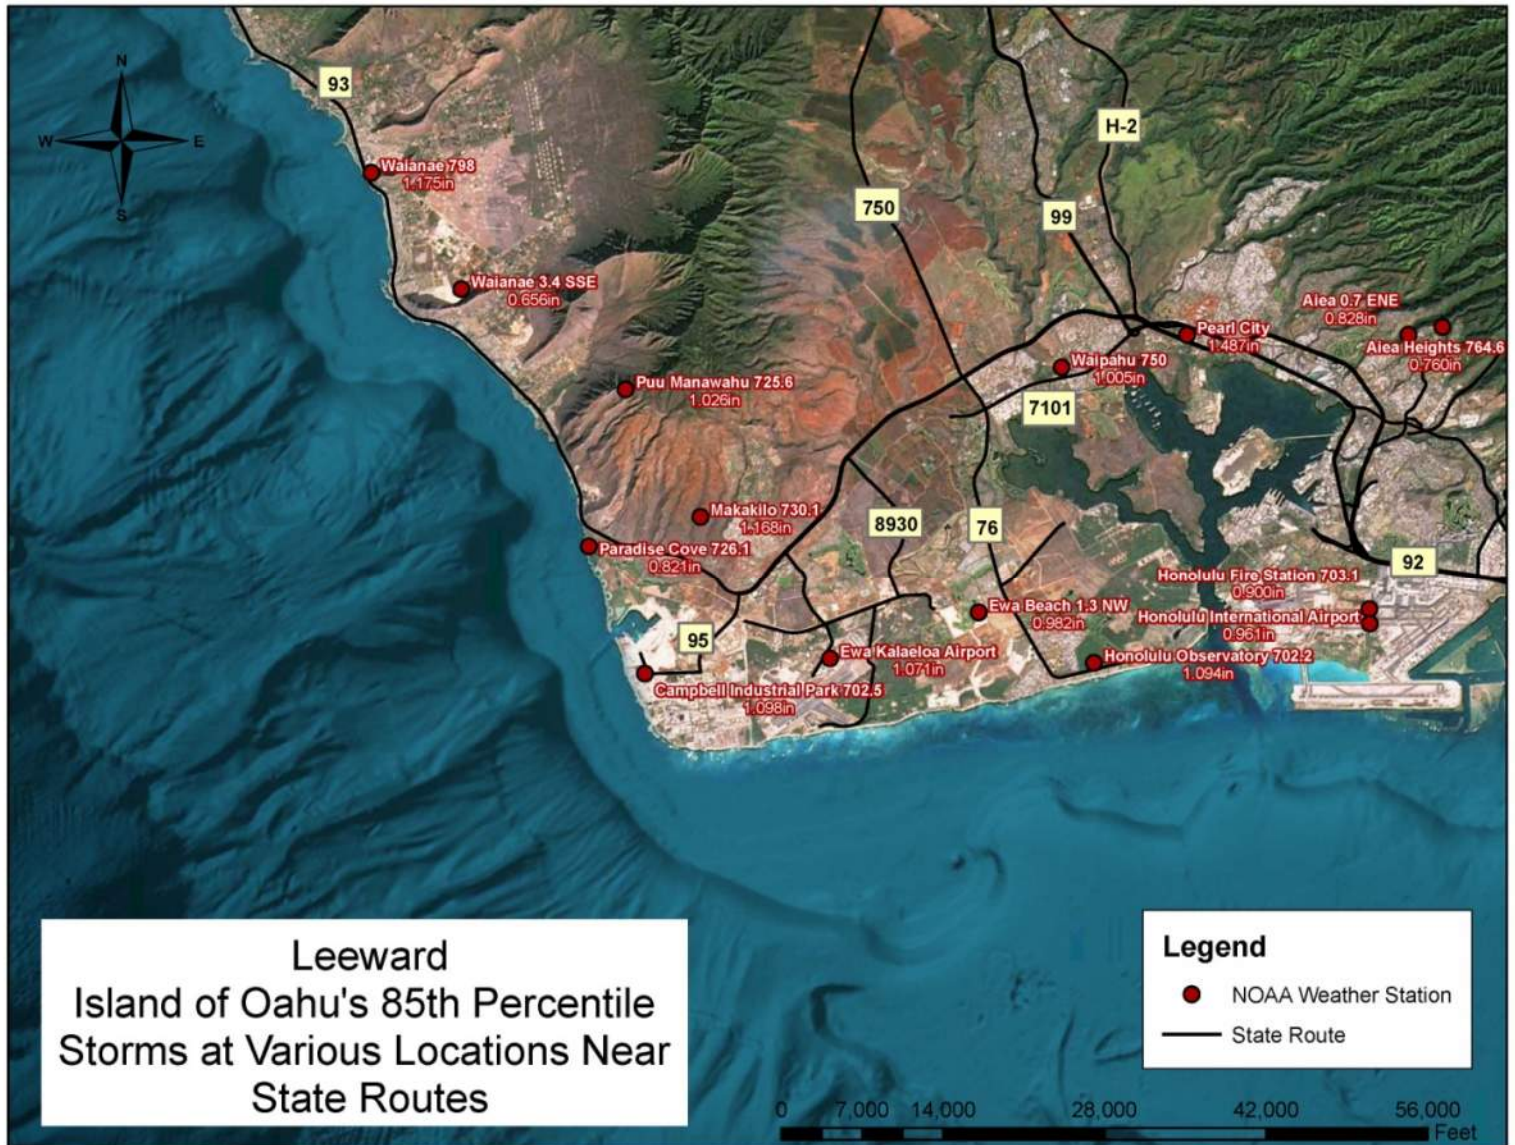 N
W E
S
93
H-2
Waianae 798
1.175in
750
99
Waianae 3.4 SSE
0.656in
Aiea 0.7 ENE
0.828in
Pearl City
1.487in
Aiea Heights 764.6
0.760in
Waipahu 750
1.005in
Puu Manawahu 725.6
1.026in
7101
Makakilo 730.1
1.168in
8930
76
Paradise Cove 726.1
0.821in
92
Honolulu Fire Station 703.1
0.900in
Honolulu International Airport
0.961in
Ewa Beach 1.3 NW
0.982in
95
Ewa Kalaeloa Airport
1.071in
Honolulu Observatory 702.2
1.094in
Campbell Industrial Park 702.5
1.098in
Leeward
Island of Oahu's 85th Percentile
Storms at Various Locations Near
State Routes
Legend
NOAA Weather Station
State Route
0 7,000 14,000 28,000 42,000 56,000
Feet